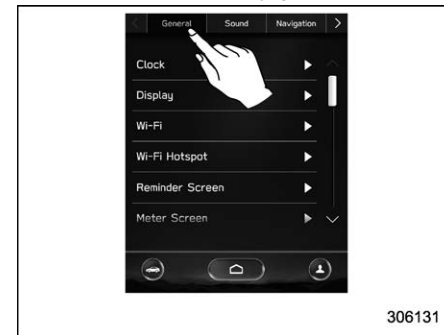 General Sound Navigation
Clock
Display
Wi-Fi
Wi-Fi Hotspot
Reminder Screen
Meter Screen
306131